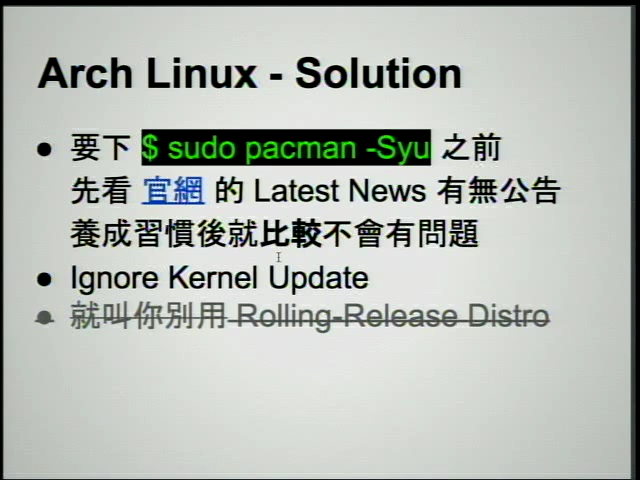 Arch Linux - Solution
● 要下 $ sudo pacman -Syu 之前
先看 官網 的 Latest News 有無公告
養成習慣後就比較不會有問題
● Ignore Kernel Update
● 就叫你別用 Rolling-Release Distro